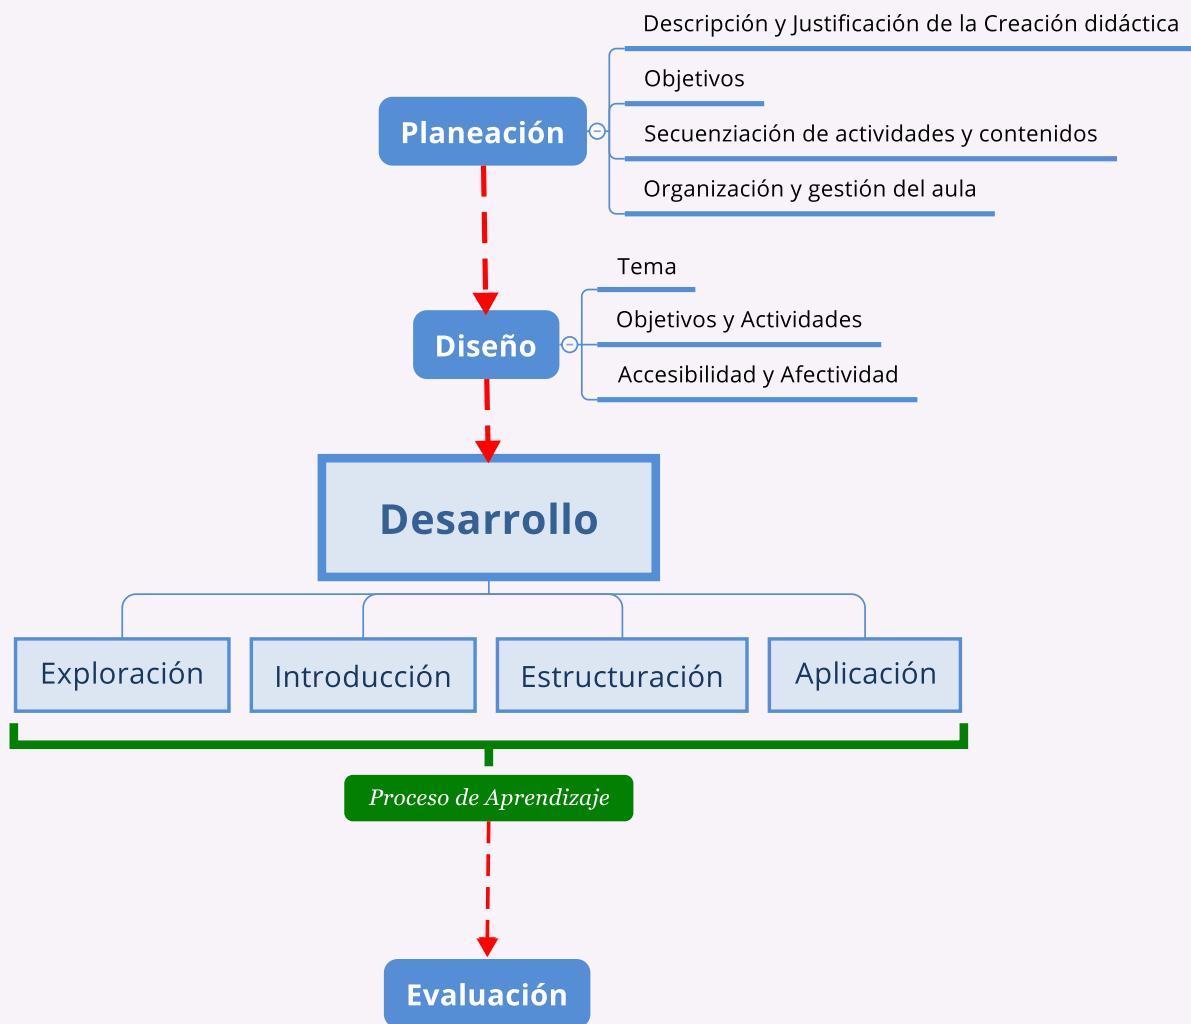 Descripción y Justificación de la Creación didáctica
Objetivos
Planeación
Secuenziación de actividades y contenidos
Organización y gestión del aula
Tema
Objetivos y Actividades
Diseño
Accesibilidad y Afectividad
Desarrollo
Exploración
Introducción
Estructuración
Aplicación
Proceso de Aprendizaje
Evaluación